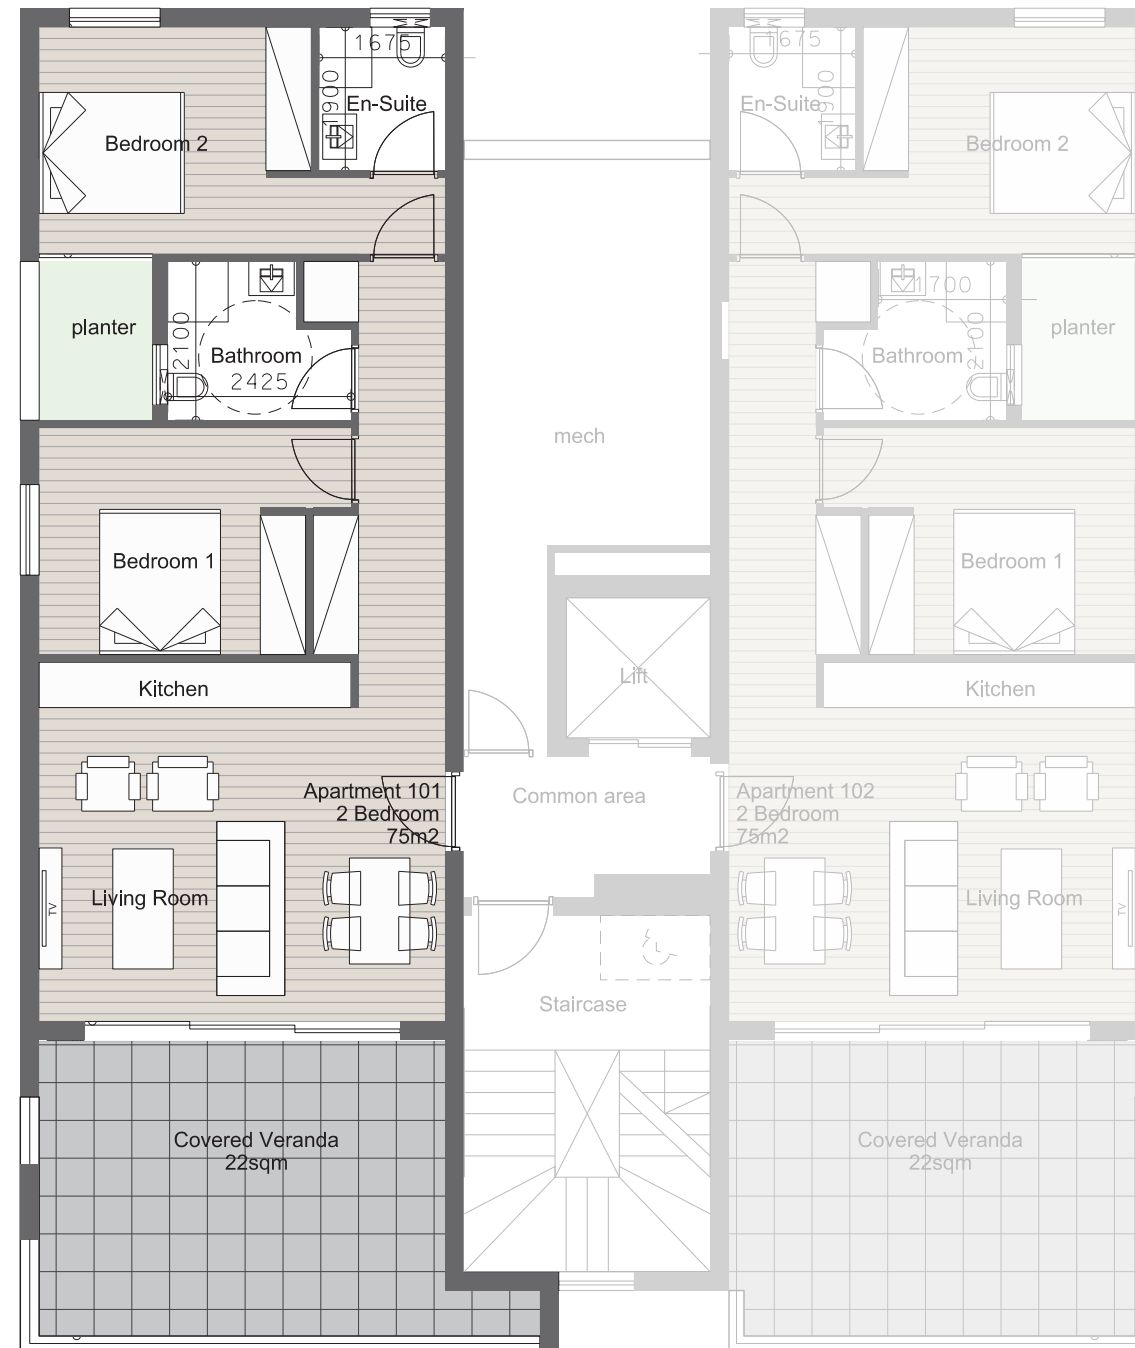 1675
1900
En-Suite
Bedroom 2
planter
2100
Bathroom
2425
Bedroom 1
Kitchen
Apartment 101
2 Bedroom
75m2
Living Room
TV
Covered Veranda
22sqm
mech
Lift
Common area
Staircase
1675
1900
En-Suite
Bedroom 2
1700
planter
2100
Bathroom
Bedroom 1
Kitchen
Apartment 102
2 Bedroom
75m2
Living Room
TV
Covered Veranda
22sqm